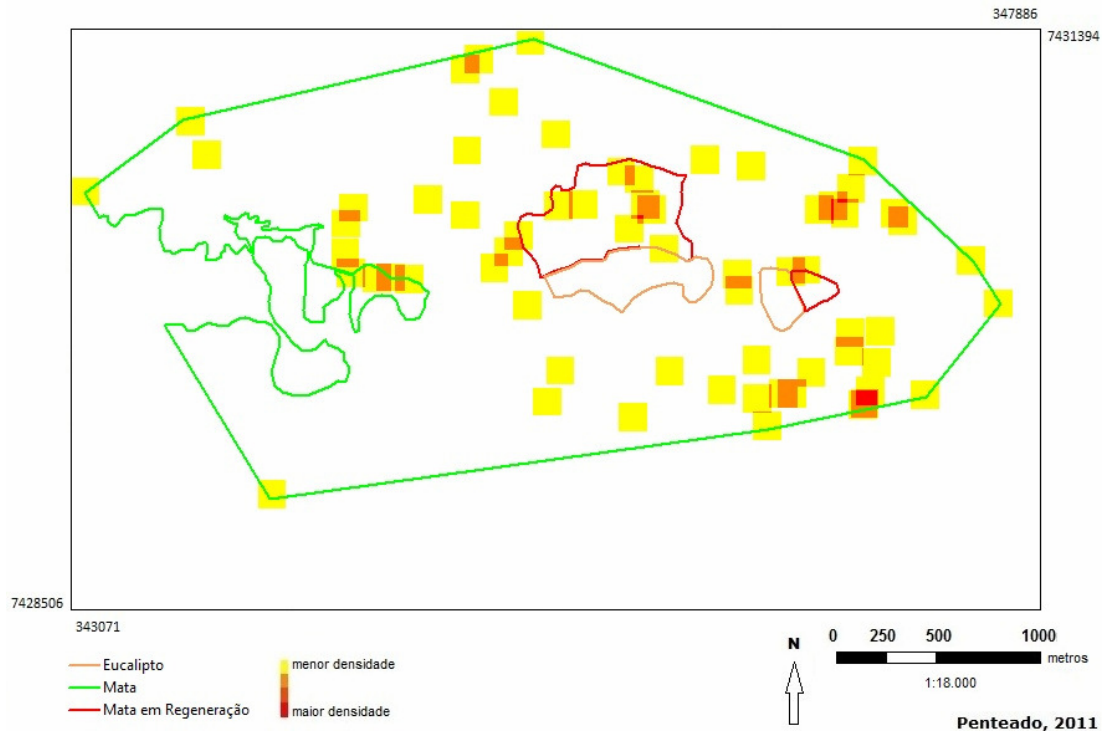 347886
7431394
7428506
343071
Eucalipto
Mata
Mata em Regeneração
menor densidade
maior densidade
N
0 250 500 1000
metros
1:18.000
Penteado, 2011